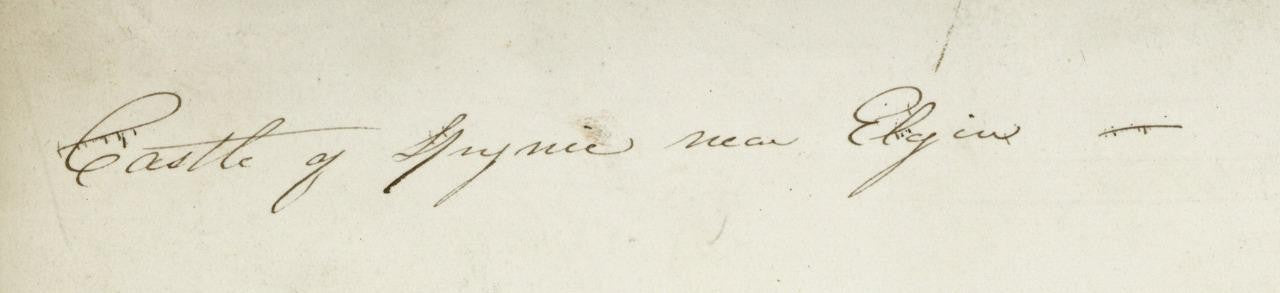 Castle of Spynie near Elgin —